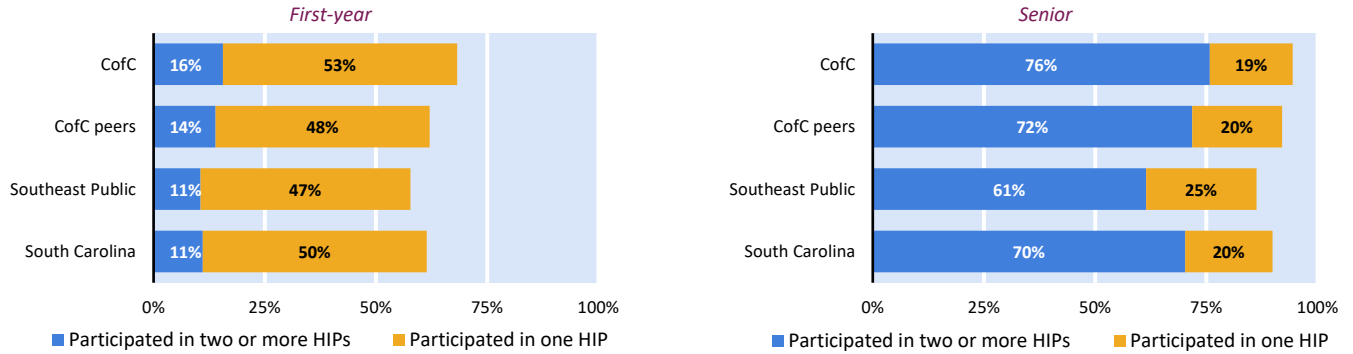 First-year
CofC
16%
53%
CofC peers
14%
48%
Southeast Public
11%
47%
South Carolina
11%
50%
0%
25%
50%
75%
100%
Participated in two or more HIPs
Participated in one HIP
Senior
CofC
76%
19%
CofC peers
72%
20%
Southeast Public
61%
25%
South Carolina
70%
20%
0%
25%
50%
75%
100%
Participated in two or more HIPs
Participated in one HIP